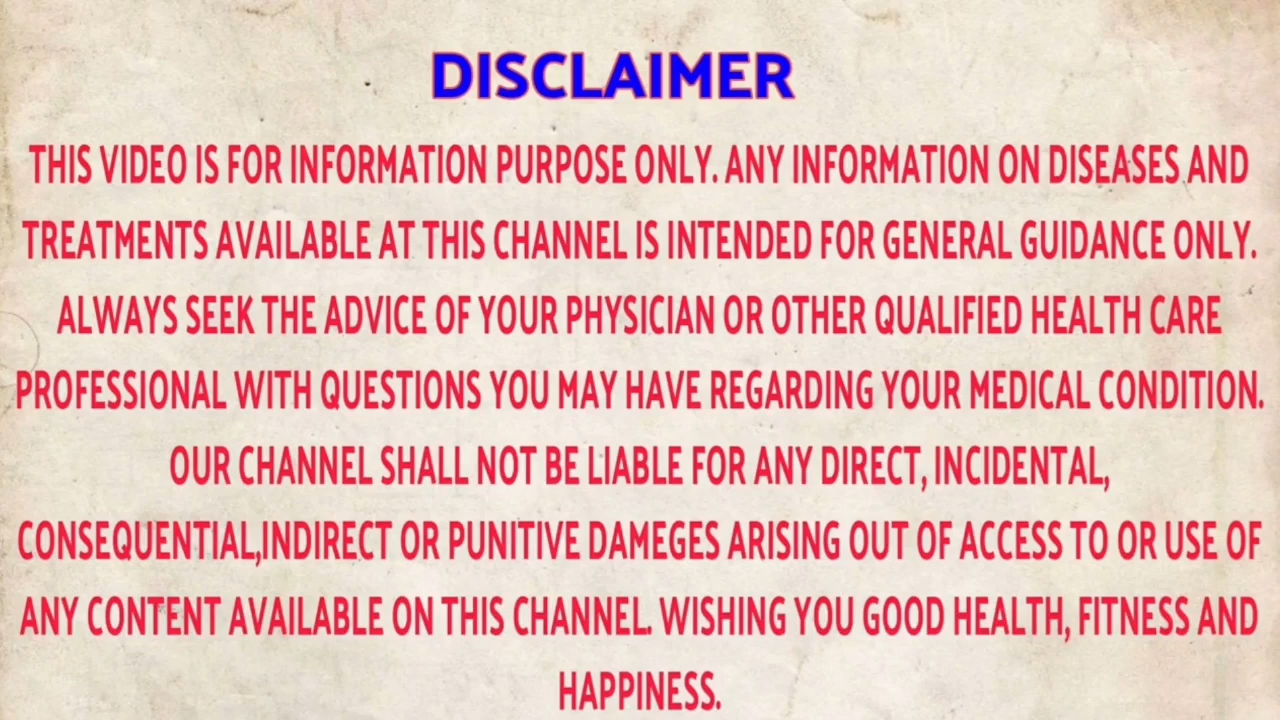 DISCLAIMER
THIS VIDEO IS FOR INFORMATION PURPOSE ONLY. ANY INFORMATION ON DISEASES AND
TREATMENTS AVAILABLE AT THIS CHANNEL IS INTENDED FOR GENERAL GUIDANCE ONLY.
ALWAYS SEEK THE ADVICE OF YOUR PHYSICIAN OR OTHER QUALIFIED HEALTH CARE
PROFESSIONAL WITH QUESTIONS YOU MAY HAVE REGARDING YOUR MEDICAL CONDITION.
OUR CHANNEL SHALL NOT BE LIABLE FOR ANY DIRECT, INCIDENTAL,
CONSEQUENTIAL,INDIRECT OR PUNITIVE DAMEGES ARISING OUT OF ACCESS TO OR USE OF
ANY CONTENT AVAILABLE ON THIS CHANNEL. WISHING YOU GOOD HEALTH, FITNESS AND
HAPPINESS.